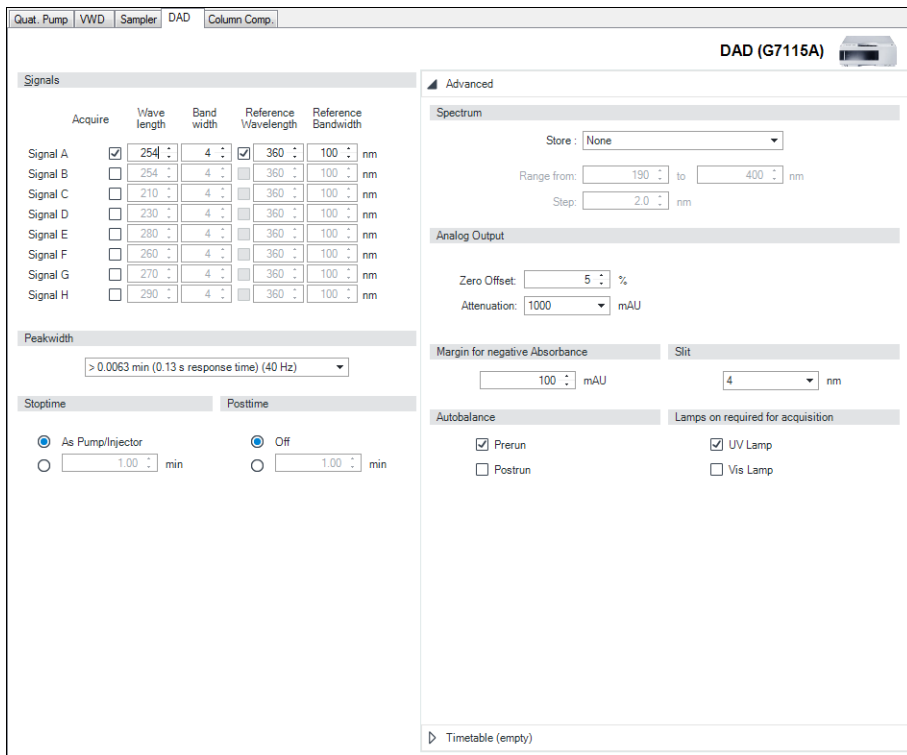 Quat. Pump VWD Sampler DAD Column Comp.
DAD (G7115A)
Signals
Acquire Wave length Band width Reference Wavelength Reference Bandwidth
Signal A 254 4 360 100 nm
Signal B 254 4 360 100 nm
Signal C 210 4 360 100 nm
Signal D 230 4 360 100 nm
Signal E 280 4 360 100 nm
Signal F 260 4 360 100 nm
Signal G 270 4 360 100 nm
Signal H 290 4 360 100 nm
Peakwidth
> 0.0063 min (0.13 s response time) (40 Hz)
Stoptime Posttime
As Pump/Injector Off
1.00 min 1.00 min
Advanced
Spectrum
Store : None
Range from: 190 to 400 nm
Step: 2.0 nm
Analog Output
Zero Offset: 5 %
Attenuation: 1000 mAU
Margin for negative Absorbance Slit
100 mAU 4 nm
Autobalance Lamps on required for acquisition
Prerun UV Lamp
Postrun Vis Lamp
Timetable (empty)